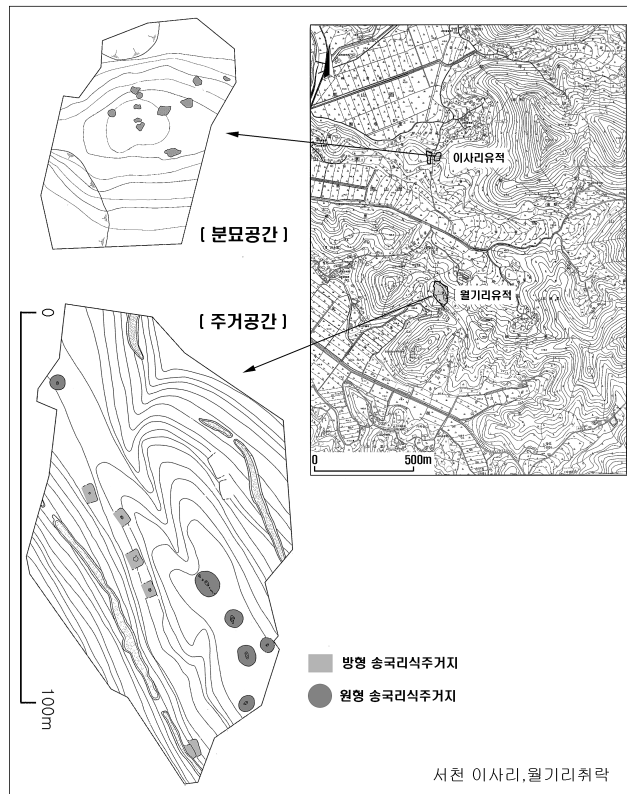 [ 분묘공간 ]
이사리유적
월기리유적
[ 주거공간 ]
0
100m
0 500m
방형 송국리식주거지
원형 송국리식주거지
서천 이사리,월기리취락